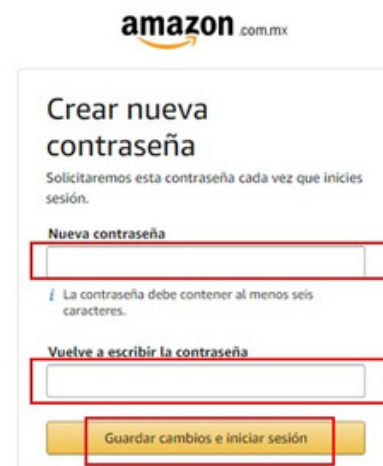 amazon.com.mx
Crear nueva
contraseña
Solicitaremos esta contraseña cada vez que inicies
sesión.
Nueva contraseña
i La contraseña debe contener al menos seis
caracteres.
Vuelve a escribir la contraseña
Guardar cambios e iniciar sesión